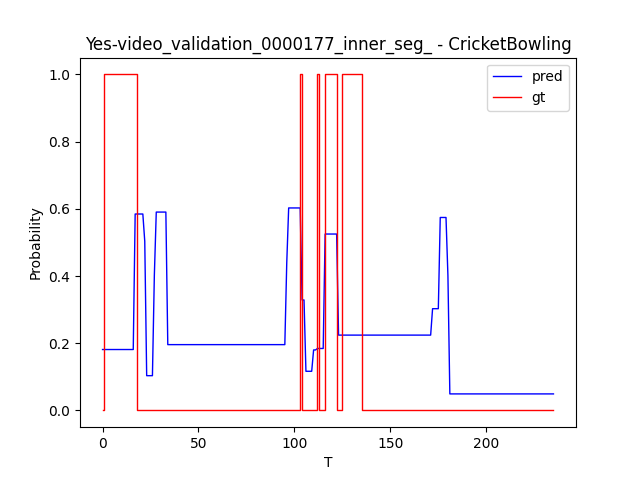 Yes-video_validation_0000177_inner_seg_ - CricketBowling
pred
gt
1.0
0.8
0.6
0.4
0.2
0.0
Probability
0
50
100
150
200
T